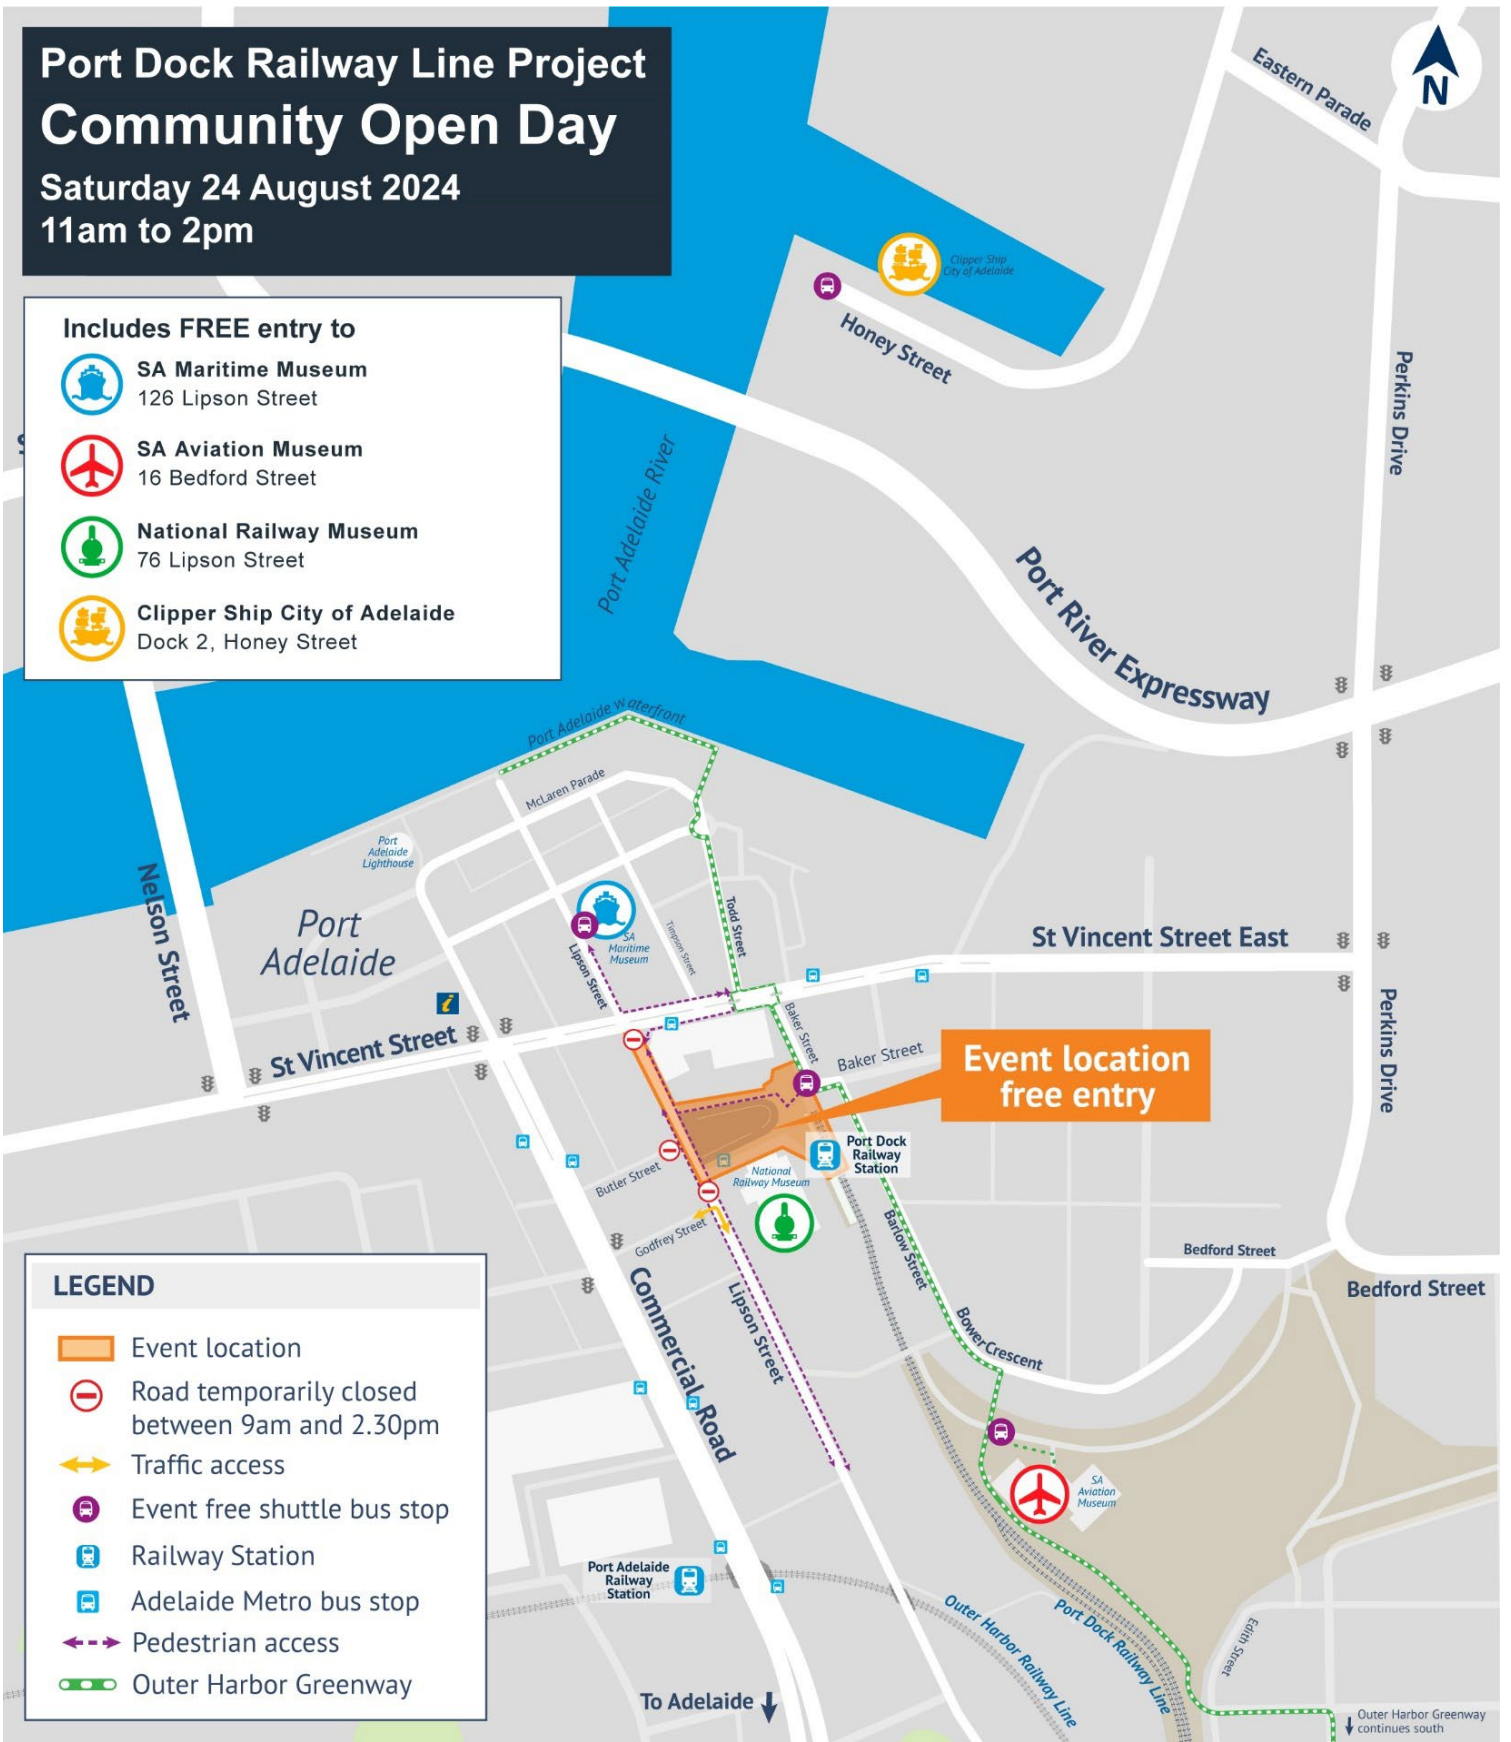 Port Dock Railway Line Project
Community Open Day
Saturday 24 August 2024
11am to 2pm
Includes FREE entry to
SA Maritime Museum
126 Lipson Street
SA Aviation Museum
16 Bedford Street
National Railway Museum
76 Lipson Street
Clipper Ship City of Adelaide
Dock 2, Honey Street
N
Eastern Parade
Clipper Ship
City of Adelaide
Honey Street
Perkins Drive
Port Adelaide River
Port River Expressway
Port Adelaide Waterfront
McLaren Parade
Port
Adelaide
Lighthouse
Nelson Street
Port
Adelaide
SA
Maritime
Museum
Lipson Street
Timpson Street
Todd Street
St Vincent Street East
Perkins Drive
i
St Vincent Street
Baker Street
Baker Street
Event location
free entry
Port Dock
Railway
Station
National
Railway Museum
Butler Street
Godfrey Street
Barlow Street
Bedford Street
Bedford Street
Lipson Street
Commercial Road
Bower Crescent
SA
Aviation
Museum
Port Adelaide
Railway
Station
Outer Harbor Railway Line
Port Dock Railway Line
Edith Street
To Adelaide
Outer Harbor Greenway
continues south
LEGEND
Event location
Road temporarily closed
between 9am and 2.30pm
Traffic access
Event free shuttle bus stop
Railway Station
Adelaide Metro bus stop
Pedestrian access
Outer Harbor Greenway